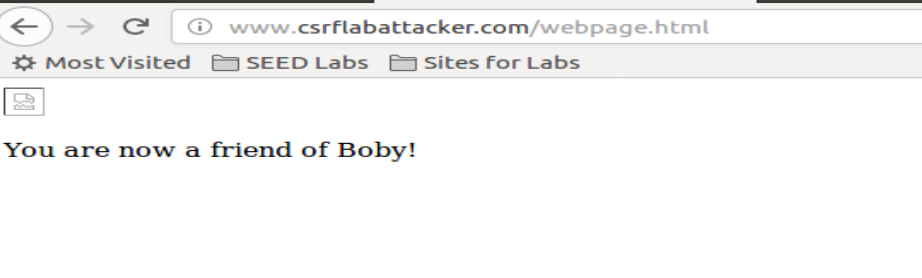 www.csrflabattacker.com/webpage.html
Most Visited SEED Labs Sites for Labs
You are now a friend of Boby!